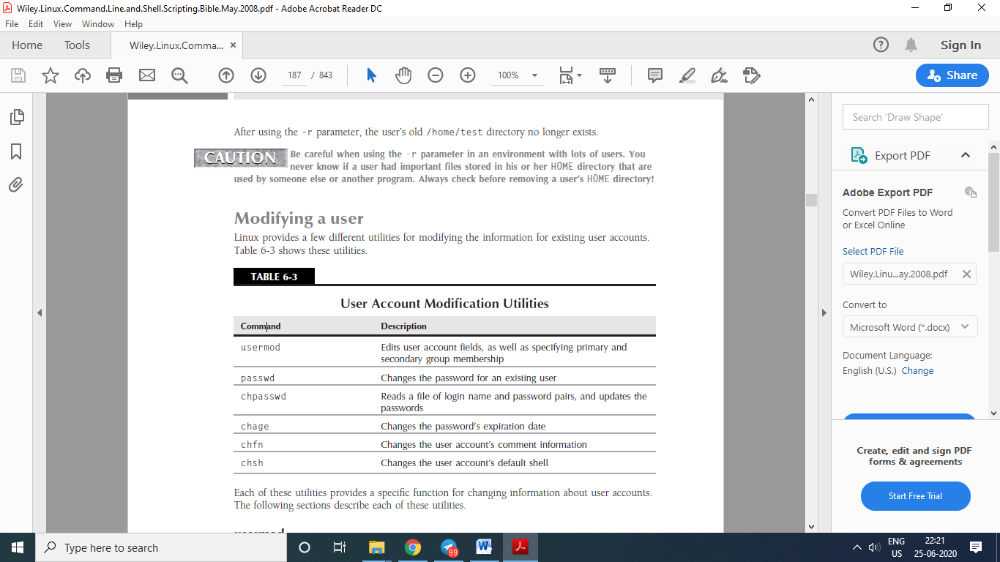 Wiley.Linux.Command.Line.and.Shell.Scripting.Bible.May.2008.pdf - Adobe Acrobat Reader DC
File Edit View Window Help
Home Tools Wiley.Linux.Comma... × Sign In
187 / 843 100% Share
After using the -r parameter, the user's old /home/test directory no longer exists.
CAUTION Be careful when using the -r parameter in an environment with lots of users. You
never know if a user had important files stored in his or her HOME directory that are
used by someone else or another program. Always check before removing a user's HOME directory!
Modifying a user
Linux provides a few different utilities for modifying the information for existing user accounts.
Table 6-3 shows these utilities.
TABLE 6-3
User Account Modification Utilities
Command Description
usermod Edits user account fields, as well as specifying primary and
secondary group membership
passwd Changes the password for an existing user
chpasswd Reads a file of login name and password pairs, and updates the
passwords
chage Changes the password's expiration date
chfn Changes the user account's comment information
chsh Changes the user account's default shell
Each of these utilities provides a specific function for changing information about user accounts.
The following sections describe each of these utilities.
usermod
Search 'Draw Shape'
Export PDF
Adobe Export PDF
Convert PDF Files to Word
or Excel Online
Select PDF File
Wiley.Linu...ay.2008.pdf
Convert to
Microsoft Word (*.docx)
Document Language:
English (U.S.) Change
Create, edit and sign PDF
forms & agreements
Start Free Trial
Type here to search
99
ENG
US
22:21
25-06-2020